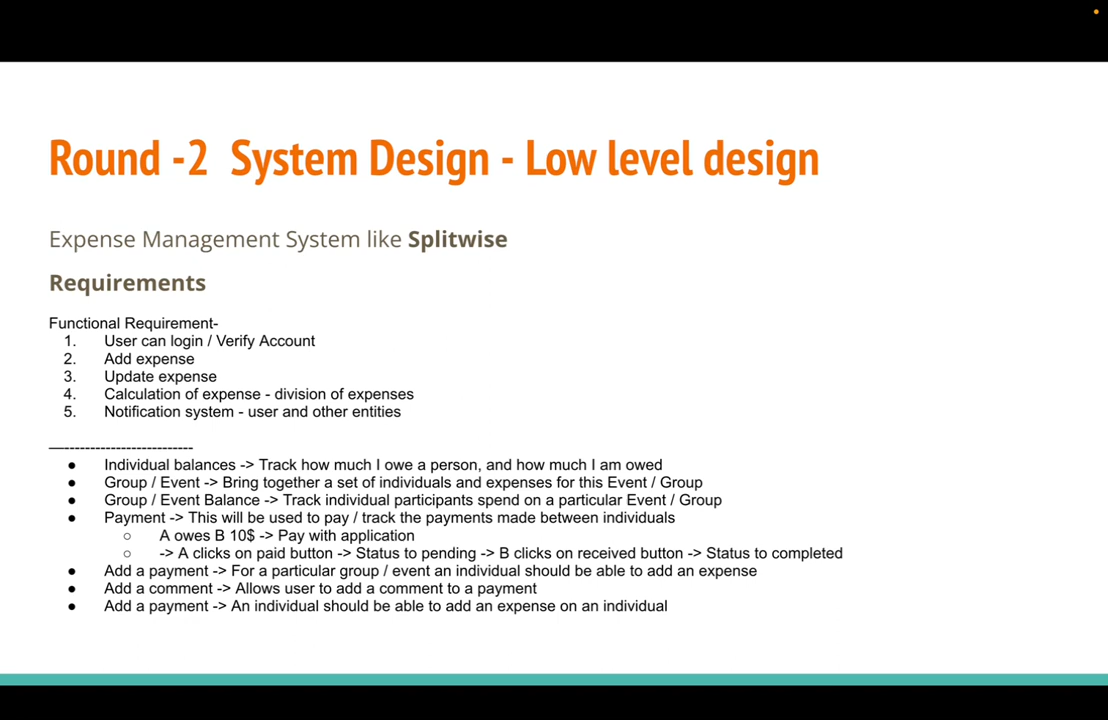 Round -2 System Design - Low level design
Expense Management System like Splitwise
Requirements
Functional Requirement-
1. User can login / Verify Account
2. Add expense
3. Update expense
4. Calculation of expense - division of expenses
5. Notification system - user and other entities
—--------------------------
● Individual balances -> Track how much I owe a person, and how much I am owed
● Group / Event -> Bring together a set of individuals and expenses for this Event / Group
● Group / Event Balance -> Track individual participants spend on a particular Event / Group
● Payment -> This will be used to pay / track the payments made between individuals
○ A owes B 10$ -> Pay with application
○ -> A clicks on paid button -> Status to pending -> B clicks on received button -> Status to completed
● Add a payment -> For a particular group / event an individual should be able to add an expense
● Add a comment -> Allows user to add a comment to a payment
● Add a payment -> An individual should be able to add an expense on an individual